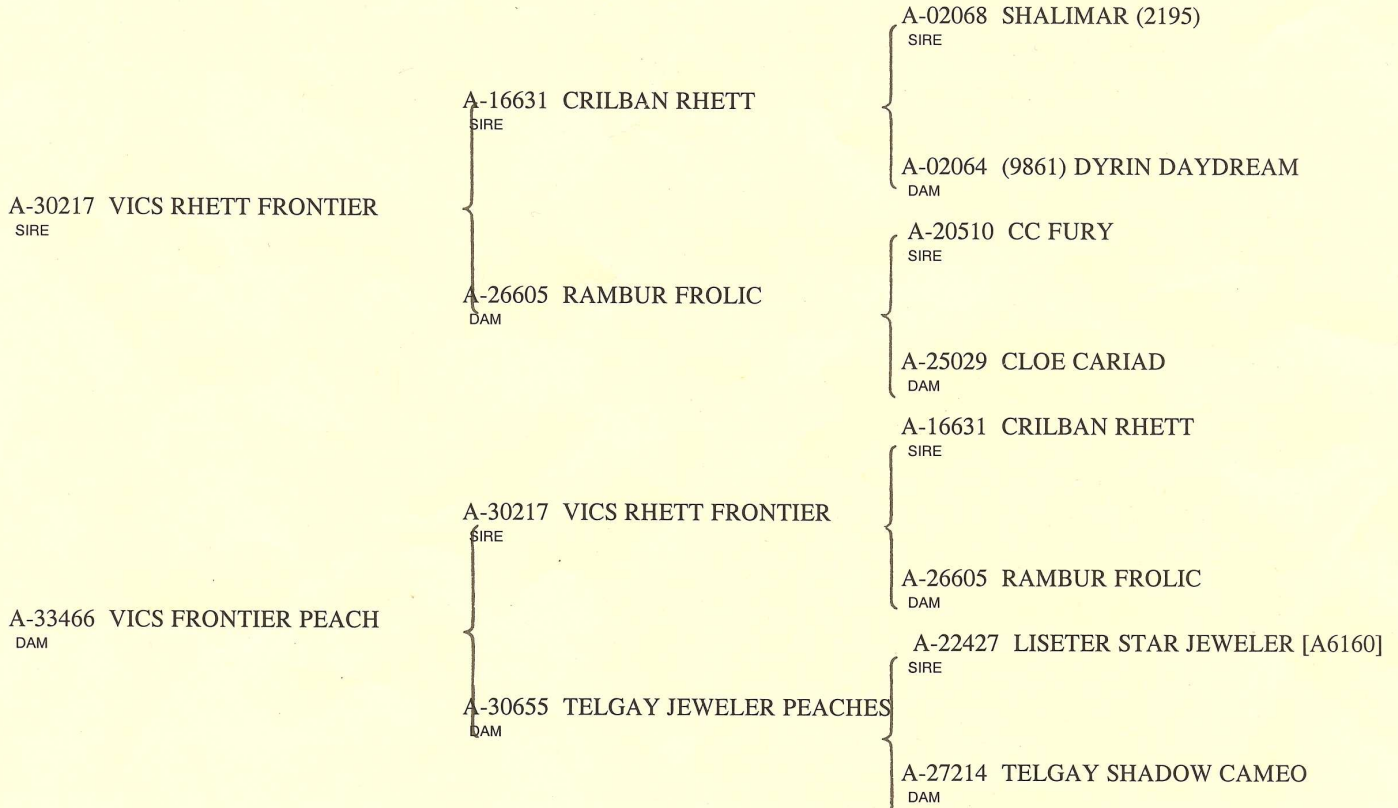 A-02068 SHALIMAR (2195)
SIRE
A-16631 CRILBAN RHETT
SIRE
A-02064 (9861) DYRIN DAYDREAM
DAM
A-30217 VICS RHETT FRONTIER
SIRE
A-20510 CC FURY
SIRE
A-26605 RAMBUR FROLIC
DAM
A-25029 CLOE CARIAD
DAM
A-16631 CRILBAN RHETT
SIRE
A-30217 VICS RHETT FRONTIER
SIRE
A-26605 RAMBUR FROLIC
DAM
A-33466 VICS FRONTIER PEACH
DAM
A-22427 LISETER STAR JEWELER [A6160]
SIRE
A-30655 TELGAY JEWELER PEACHES
DAM
A-27214 TELGAY SHADOW CAMEO
DAM